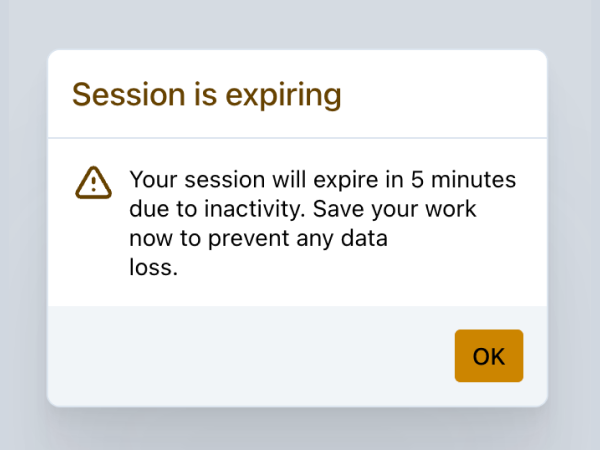 Session is expiring
Your session will expire in 5 minutes
due to inactivity. Save your work
now to prevent any data
loss.
OK